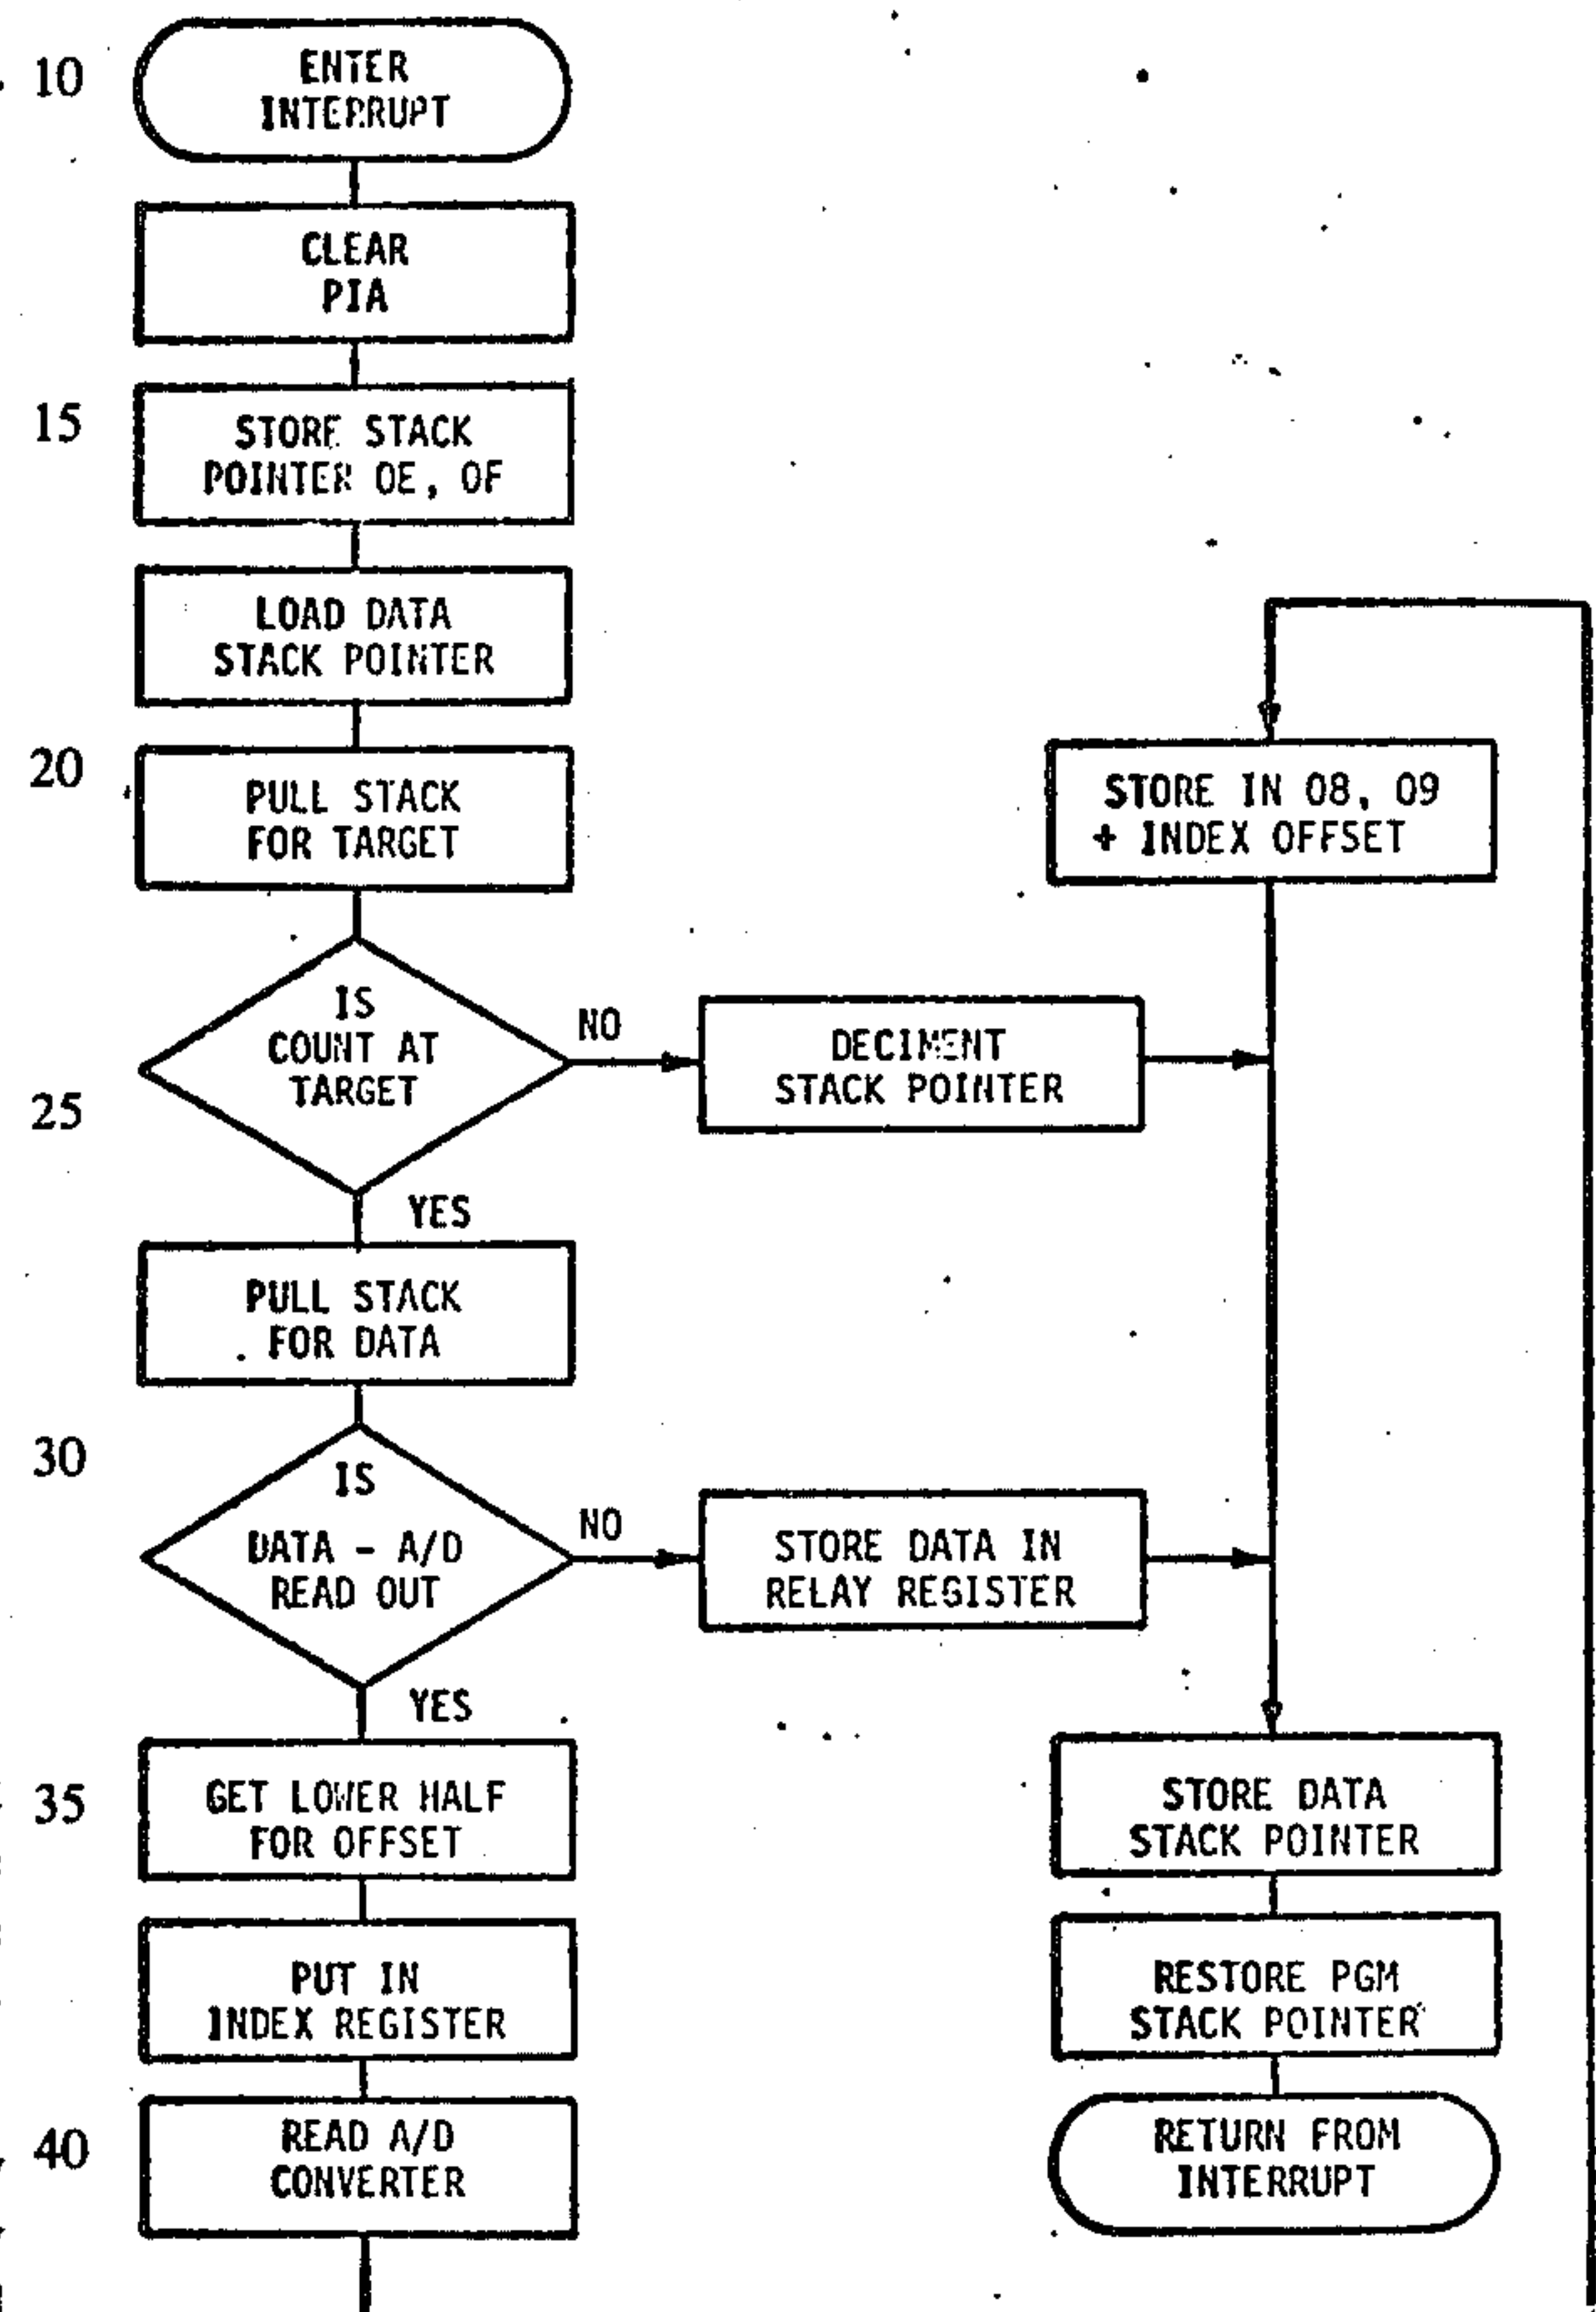 10
ENTER
INTERRUPT
CLEAR
PIA
15
STORE STACK
POINTER OE, OF
LOAD DATA
STACK POINTER
20
PULL STACK
FOR TARGET
STORE IN 08, 09
+ INDEX OFFSET
IS
COUNT AT
TARGET
NO
DECIMENT
STACK POINTER
25
YES
PULL STACK
FOR DATA
30
IS
DATA - A/D
READ OUT
NO
STORE DATA IN
RELAY REGISTER
YES
35
GET LOWER HALF
FOR OFFSET
STORE DATA
STACK POINTER
PUT IN
INDEX REGISTER
RESTORE PGM
STACK POINTER
40
READ A/D
CONVERTER
RETURN FROM
INTERRUPT